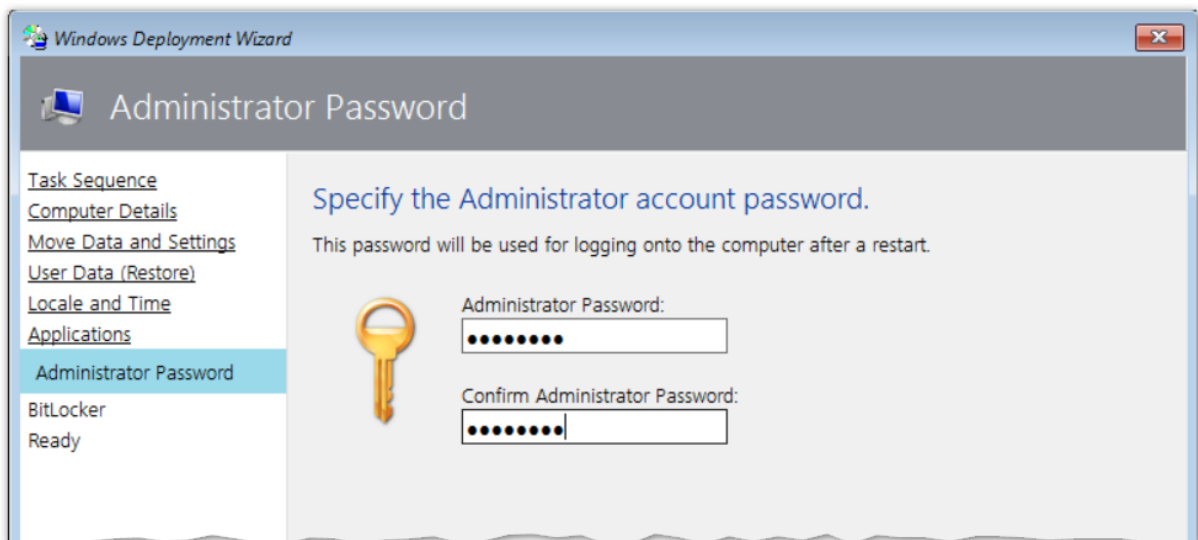 Windows Deployment Wizard
Administrator Password
Task Sequence
Computer Details
Move Data and Settings
User Data (Restore)
Locale and Time
Applications
Administrator Password
BitLocker
Ready
Specify the Administrator account password.
This password will be used for logging onto the computer after a restart.
Administrator Password:
●●●●●●●●
Confirm Administrator Password:
●●●●●●●●